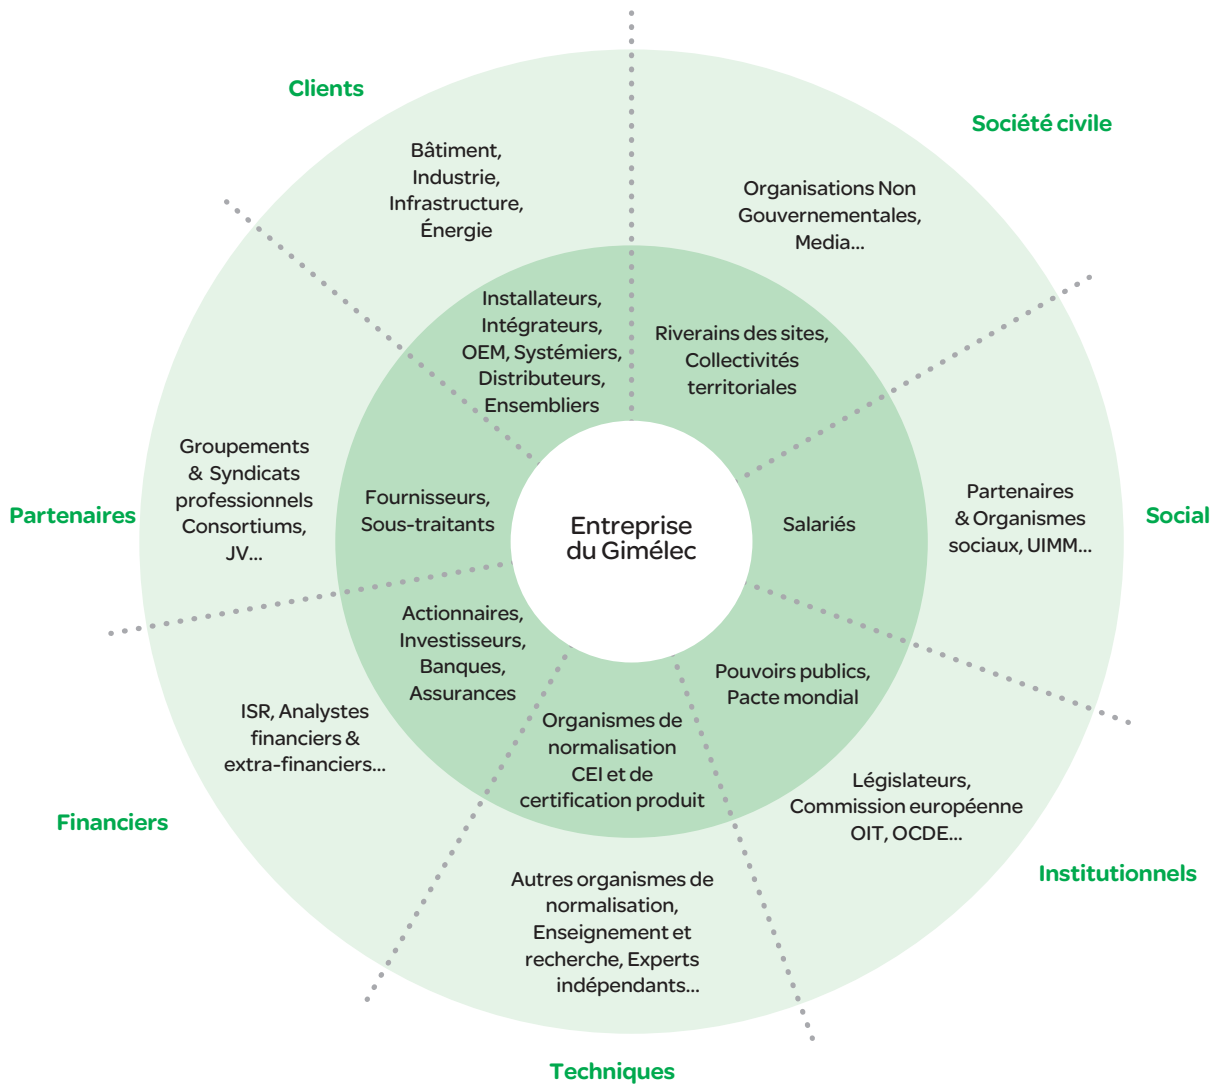 Clients
Bâtiment,
Industrie,
Infrastructure,
Énergie
Installateurs,
Intégrateurs,
OEM, Systémiers,
Distributeurs,
Ensembliers
Société civile
Organisations Non
Gouvernementales,
Media...
Riverains des sites,
Collectivités
territoriales
Partenaires
Groupements
& Syndicats
professionnels
Consortiums,
JV...
Fournisseurs,
Sous-traitants
Entreprise
du Gimélec
Salariés
Partenaires
& Organismes
sociaux, UIMM...
Social
Actionnaires,
Investisseurs,
Banques,
Assurances
ISR, Analystes
financiers &
extra-financiers...
Financiers
Pouvoirs publics,
Pacte mondial
Législateurs,
Commission européenne
OIT, OCDE...
Institutionnels
Organismes de
normalisation
CEI et de
certification produit
Autres organismes de
normalisation,
Enseignement et
recherche, Experts
indépendants...
Techniques